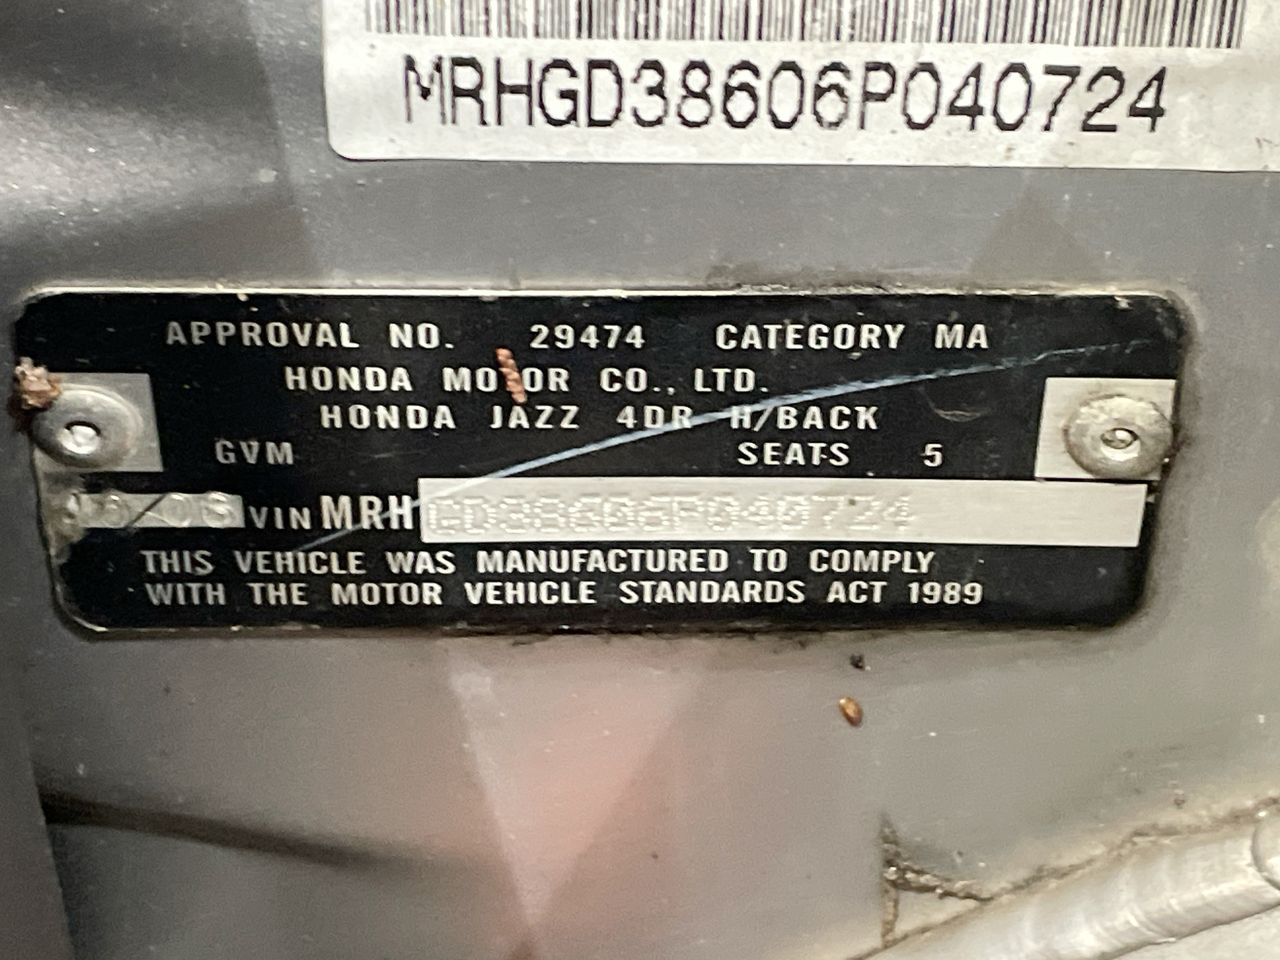 MRHGD38606P040724
APPROVAL NO. 29474 CATEGORY MA
HONDA MOTOR CO., LTD.
HONDA JAZZ 4DR H/BACK
GVM SEATS 5
VIN MRH GD38606P040724
THIS VEHICLE WAS MANUFACTURED TO COMPLY
WITH THE MOTOR VEHICLE STANDARDS ACT 1989